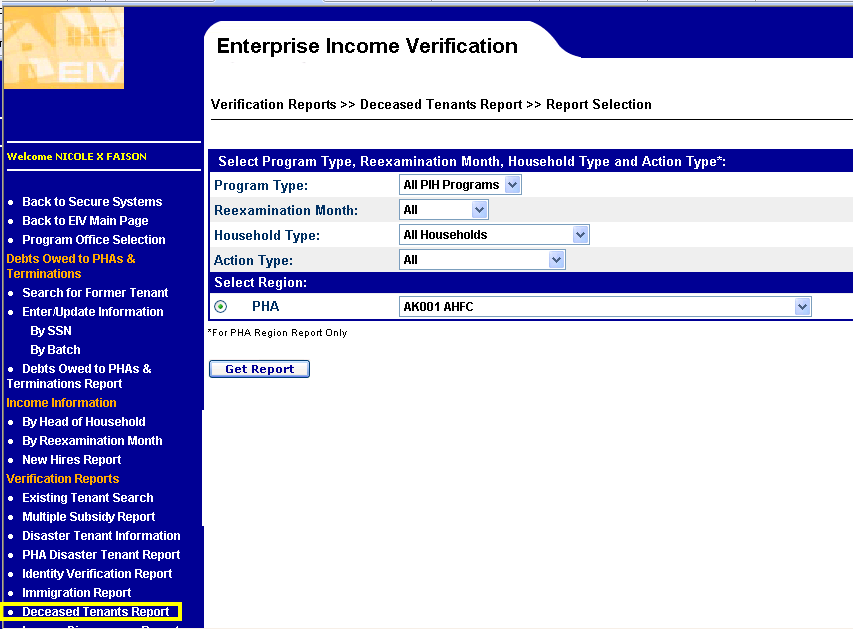 EIV
Enterprise Income Verification
Verification Reports >> Deceased Tenants Report >> Report Selection
Welcome NICOLE X FAISON
Back to Secure Systems
Back to EIV Main Page
Program Office Selection
Debts Owed to PHAs &
Terminations
Search for Former Tenant
Enter/Update Information
By SSN
By Batch
Debts Owed to PHAs &
Terminations Report
Income Information
By Head of Household
By Reexamination Month
New Hires Report
Verification Reports
Existing Tenant Search
Multiple Subsidy Report
Disaster Tenant Information
PHA Disaster Tenant Report
Identity Verification Report
Immigration Report
Deceased Tenants Report
Select Program Type, Reexamination Month, Household Type and Action Type*:
Program Type: All PIH Programs
Reexamination Month: All
Household Type: All Households
Action Type: All
Select Region:
PHA AK001 AHFC
*For PHA Region Report Only
Get Report